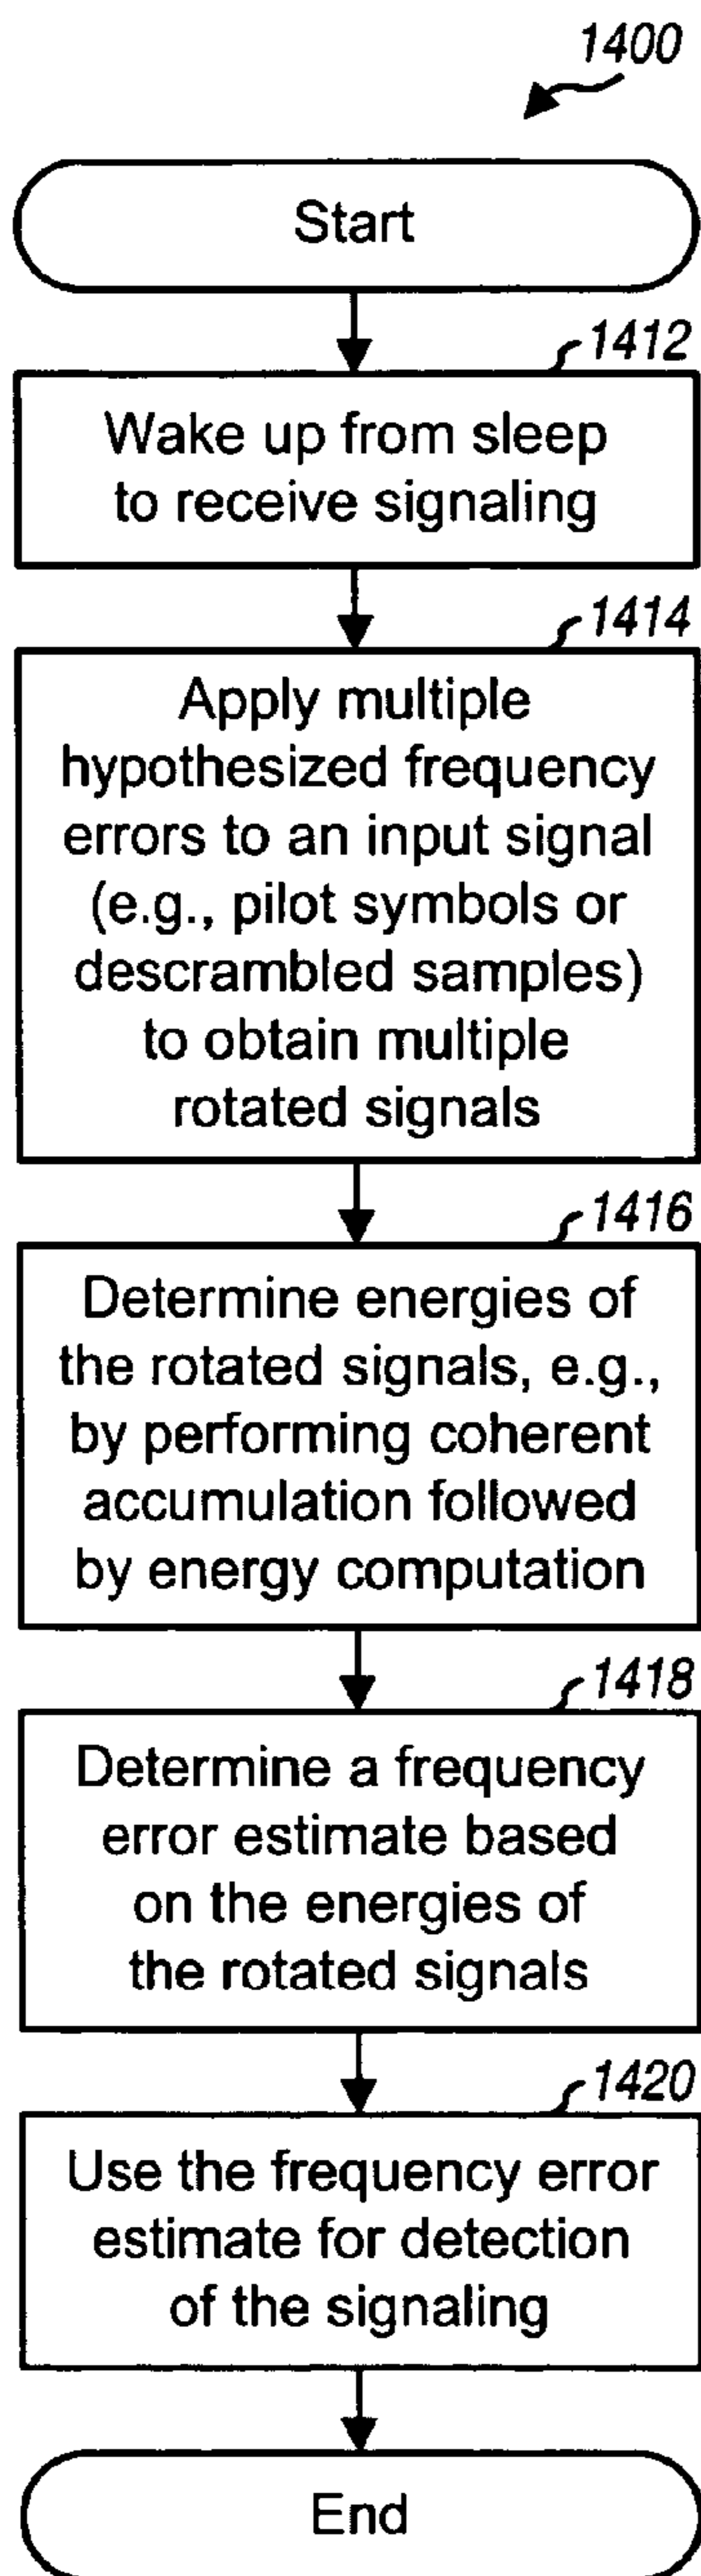 1400
Start
1412
Wake up from sleep
to receive signaling
1414
Apply multiple
hypothesized frequency
errors to an input signal
(e.g., pilot symbols or
descrambled samples)
to obtain multiple
rotated signals
1416
Determine energies of
the rotated signals, e.g.,
by performing coherent
accumulation followed
by energy computation
1418
Determine a frequency
error estimate based
on the energies of
the rotated signals
1420
Use the frequency error
estimate for detection
of the signaling
End